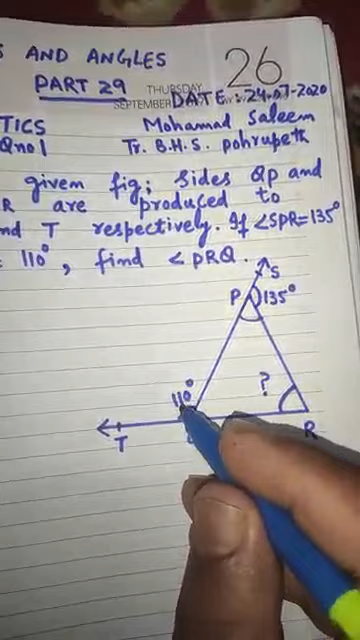 S AND ANGLES
PART 29
THURSDAY
SEPTEMBER
26
DATE: 24-07-2020
TICS
Mohamad Saleem
Qno1
Tr. B.H.S. pohrupeth
given fig; Sides QP and
R are produced to
nd T respectively. If <SPR=135°
= 110°, find <PRQ.
S
P
135°
110°
?
T
R